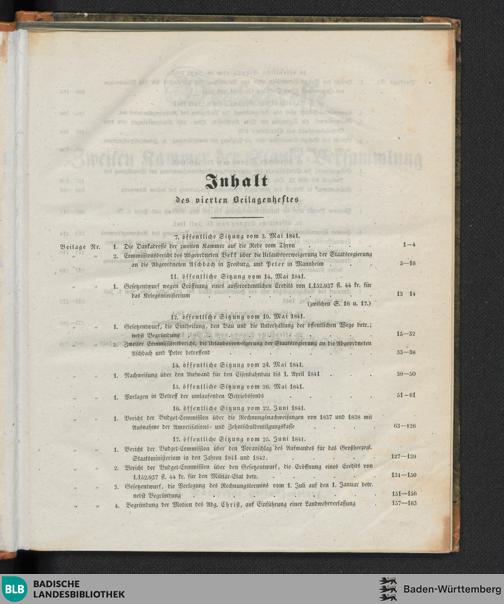 Inhalt
des vierten Beilagenheftes
7. öffentliche Sitzung vom 3. Mai 1841.
Beilage Nr. 1. Die Dankadresse der zweiten Kammer auf die Rede vom Thron 1—4
„ „ 2. Commissionsbericht des Abgeordneten Bekk über die Urlaubsverweigerung der Staatsregierung
an die Abgeordneten Aschbach in Freiburg, und Peter in Mannheim 5—16
11. öffentliche Sitzung vom 14. Mai 1841.
„ „ 1. Gesetzentwurf wegen Eröffnung eines außerordentlichen Credits von 1,152,937 fl. 44 kr. für
das Kriegsministerium 13 14
(zwischen S. 16 u. 17.)
12. öffentliche Sitzung vom 19. Mai 1841.
„ „ 1. Gesetzentwurf, die Eintheilung, den Bau und die Unterhaltung der öffentlichen Wege betr.;
nebst Begründung 15—32
„ „ 2. Zweiter Commissionsbericht, die Urlaubsverweigerung der Staatsregierung an die Abgeordneten
Aschbach und Peter betreffend 33—38
14. öffentliche Sitzung vom 24. Mai 1841.
„ „ 1. Nachweisung über den Aufwand für den Eisenbahnbau bis 1. April 1841 39—50
15. öffentliche Sitzung vom 26. Mai 1841.
„ „ 1. Vorlagen in Betreff der umlaufenden Betriebsfonds 51—61
16. öffentliche Sitzung vom 22. Juni 1841.
„ „ 1. Bericht der Budget-Commission über die Rechnungsnachweisungen von 1837 und 1838 mit
Ausnahme der Amortisations- und Zehntschuldentilgungskasse 63—126
17. öffentliche Sitzung vom 25. Juni 1841.
„ „ 1. Bericht der Budget-Commission über den Voranschlag des Aufwandes für das Großherzogl.
Staatsministerium in den Jahren 1841 und 1842. 127—129
„ „ 2. Bericht der Budget-Commission über den Gesetzentwurf, die Eröffnung eines Credits von
1,152,937 fl. 44 kr. für den Militär-Etat betr. 131—150
„ „ 3. Gesetzentwurf, die Verlegung des Rechnungstermins vom 1. Juli auf den 1. Januar betr.
nebst Begründung 151—156
„ „ 4. Begründung der Motion des Abg. Christ, auf Einführung einer Landwehrverfassung 157—163
BLB BADISCHE
LANDESBIBLIOTHEK
Baden-Württemberg